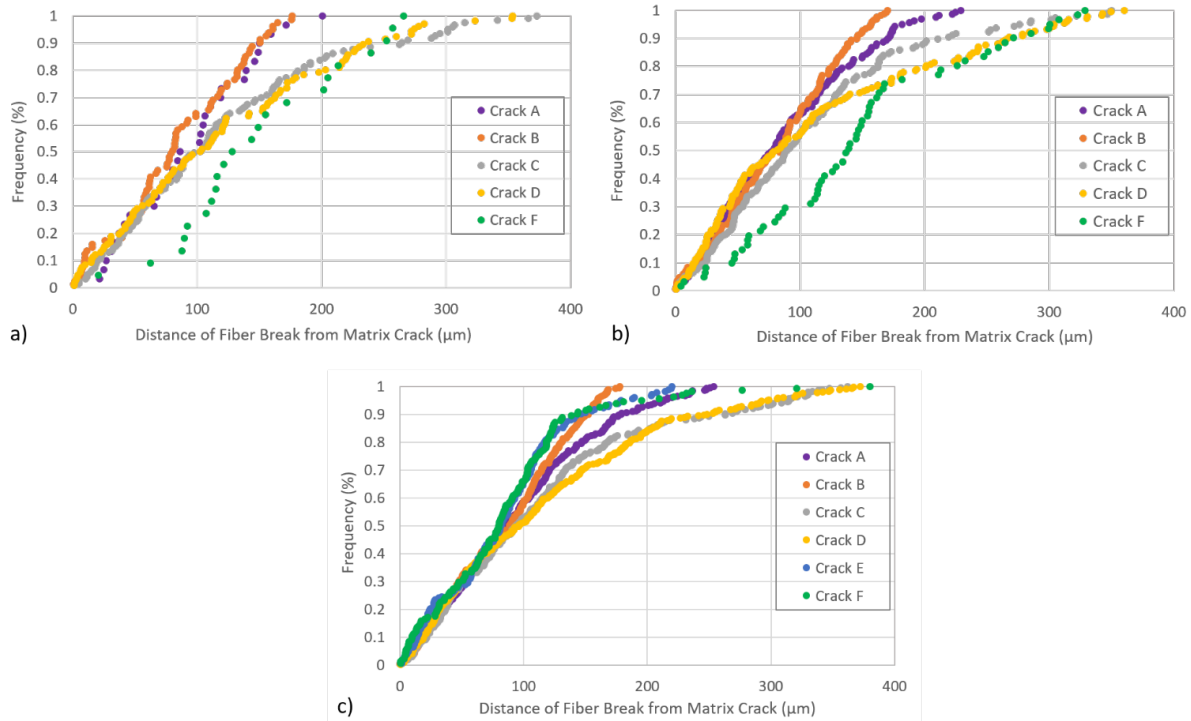 Frequency (%)
1
0.9
0.8
0.7
0.6
0.5
0.4
0.3
0.2
0.1
0
0
100
200
300
400
Crack A
Crack B
Crack C
Crack D
Crack F
a)
Distance of Fiber Break from Matrix Crack (μm)
Frequency (%)
1
0.9
0.8
0.7
0.6
0.5
0.4
0.3
0.2
0.1
0
0
100
200
300
400
Crack A
Crack B
Crack C
Crack D
Crack F
b)
Distance of Fiber Break from Matrix Crack (μm)
Frequency (%)
1
0.9
0.8
0.7
0.6
0.5
0.4
0.3
0.2
0.1
0
0
100
200
300
400
Crack A
Crack B
Crack C
Crack D
Crack E
Crack F
c)
Distance of Fiber Break from Matrix Crack (μm)